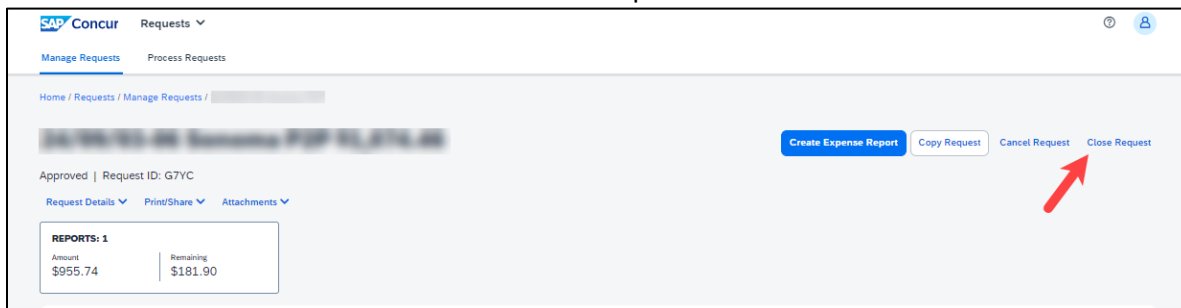 SAP Concur Requests
Manage Requests Process Requests
Home / Requests / Manage Requests /
Create Expense Report Copy Request Cancel Request Close Request
Approved | Request ID: G7YC
Request Details Print/Share Attachments
REPORTS: 1
Amount Remaining
$955.74 $181.90